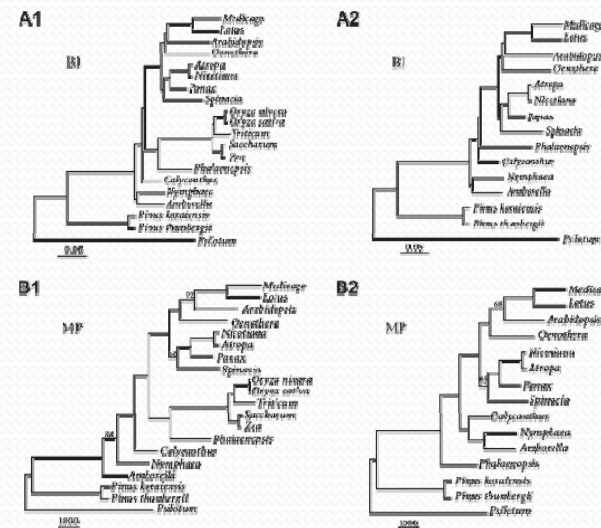 A1
BI
Medicago
Lotus
Arabidopsis
Oenothera
Atropa
Nicotiana
Panax
Spinacia
Oryza nivara
Oryza sativa
Triticum
Saccharum
Zea
Phalaenopsis
Calycanthus
Nymphaea
Amborella
Pinus koraiensis
Pinus thunbergii
Psilotum
A2
BI
Medicago
Lotus
Arabidopsis
Oenothera
Atropa
Nicotiana
Panax
Spinacia
Phalaenopsis
Calycanthus
Nymphaea
Amborella
Pinus koraiensis
Pinus thunbergii
Psilotum
B1
MP
Medicago
Lotus
Arabidopsis
Oenothera
Nicotiana
Atropa
Panax
Spinacia
Oryza nivara
Oryza sativa
Triticum
Saccharum
Zea
Phalaenopsis
Calycanthus
Nymphaea
Amborella
Pinus koraiensis
Pinus thunbergii
Psilotum
B2
MP
68
Medicago
Lotus
Arabidopsis
Oenothera
Nicotiana
Atropa
Panax
Spinacia
Calycanthus
Nymphaea
Amborella
Phalaenopsis
Pinus koraiensis
Pinus thunbergii
Psilotum